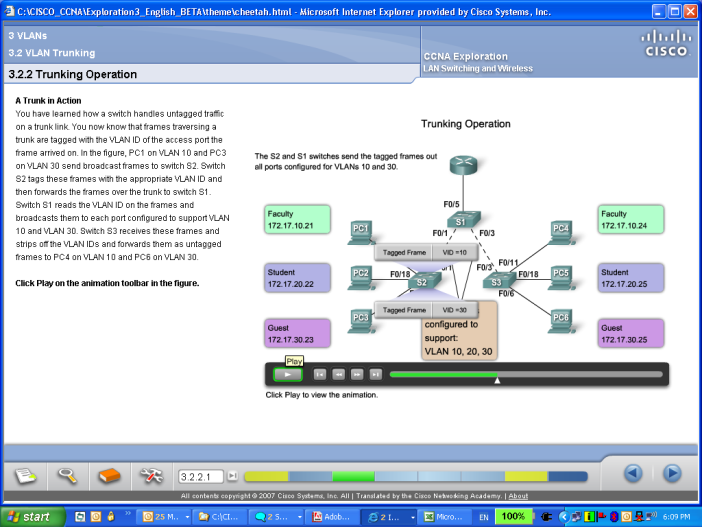 C:\CISCO_CCNA\Exploration3_English_BETA\theme\cheetah.html - Microsoft Internet Explorer provided by Cisco Systems, Inc.
3 VLANs
3.2 VLAN Trunking
3.2.2 Trunking Operation
CCNA Exploration
LAN Switching and Wireless
CISCO
A Trunk in Action
You have learned how a switch handles untagged traffic
on a trunk link. You now know that frames traversing a
trunk are tagged with the VLAN ID of the access port the
frame arrived on. In the figure, PC1 on VLAN 10 and PC3
on VLAN 30 send broadcast frames to switch S2. Switch
S2 tags these frames with the appropriate VLAN ID and
then forwards the frames over the trunk to switch S1.
Switch S1 reads the VLAN ID on the frames and
broadcasts them to each port configured to support VLAN
10 and VLAN 30. Switch S3 receives these frames and
strips off the VLAN IDs and forwards them as untagged
frames to PC4 on VLAN 10 and PC6 on VLAN 30.
Click Play on the animation toolbar in the figure.
Trunking Operation
The S2 and S1 switches send the tagged frames out
all ports configured for VLANs 10 and 30.
F0/5
S1
F0/1
F0/3
Faculty
172.17.10.21
PC1
PC4
Faculty
172.17.10.24
Tagged Frame VID =10
F0/3
F0/11
Student
172.17.20.22
PC2
F0/18
S2
S3
F0/18
PC5
Student
172.17.20.25
F0/6
Tagged Frame VID =30
Guest
172.17.30.23
PC3
PC6
Guest
172.17.30.25
configured to
support:
VLAN 10, 20, 30
Play
Click Play to view the animation.
3.2.2.1
All contents copyright © 2007 Cisco Systems, Inc. All | Translated by the Cisco Networking Academy. | About
start
25 M...
C:\CI...
2 S...
Adob...
2 I...
Micro...
EN
100%
6:09 PM